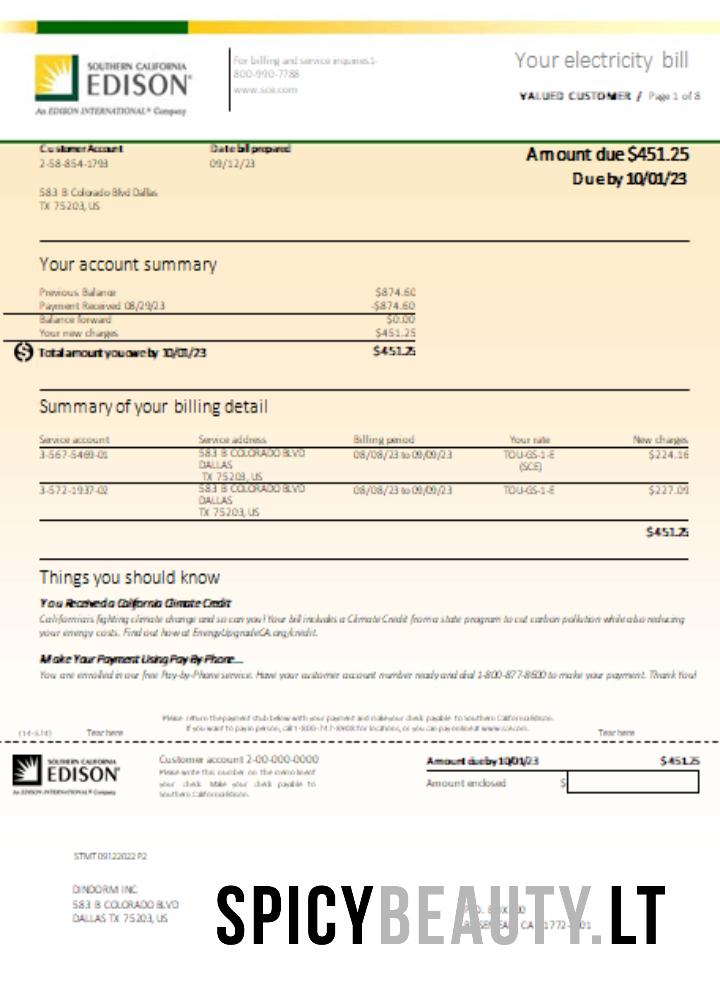 SOUTHERN CALIFORNIA
EDISON
An EDISON INTERNATIONAL® Company
For billing and service inquiries 1-
800-990-7788
www.sce.com
Your electricity bill
VALUED CUSTOMER / Page 1 of 8
Customer Account
2-58-854-1793
Date bill prepared
09/12/23
Amount due $451.25
Due by 10/01/23
583 B Colorado Blvd Dallas
TX 75203, US
Your account summary
Previous Balance $874.60
Payment Received 08/29/23 -$874.60
Balance forward $0.00
Your new charges $451.25
Total amount you owe by 10/01/23 $451.25
Summary of your billing detail
Service account Service address Billing period Your rate New charges
3-567-5469-01 583 B COLORADO BLVD 08/08/23 to 09/09/23 TOU-GS-1-E $224.16
DALLAS (SCE)
TX 75203, US
3-572-1937-02 583 B COLORADO BLVD 08/08/23 to 09/09/23 TOU-GS-1-E $227.09
DALLAS
TX 75203, US
$451.25
Things you should know
You Received a California Climate Credit
Californians fighting climate change and so can you! Your bill includes a Climate Credit from a state program to cut carbon pollution while also reducing
your energy costs. Find out how at EnergyUpgradeCA.org/credit.
Make Your Payment Using Pay By Phone...
You are enrolled in our free Pay-by-Phone service. Have your customer account number ready and dial 1-800-877-8600 to make your payment. Thank You!
Please return the payment stub below with your payment and make your check payable to Southern California Edison.
If you want to pay in person, call 1-800-747-8908 for locations, or you can pay online at www.sce.com.
(14-574) Tear here Tear here
SOUTHERN CALIFORNIA
EDISON
An EDISON INTERNATIONAL® Company
Customer account 2-00-000-0000
Please write this number on the memo line of
your check. Make your check payable to
Southern California Edison.
Amount due by 10/01/23 $451.25
Amount enclosed $
STMT 09122022 P2
DINDORM INC
583 B COLORADO BLVD
DALLAS TX 75203, US
SPICYBEAUTY.LT